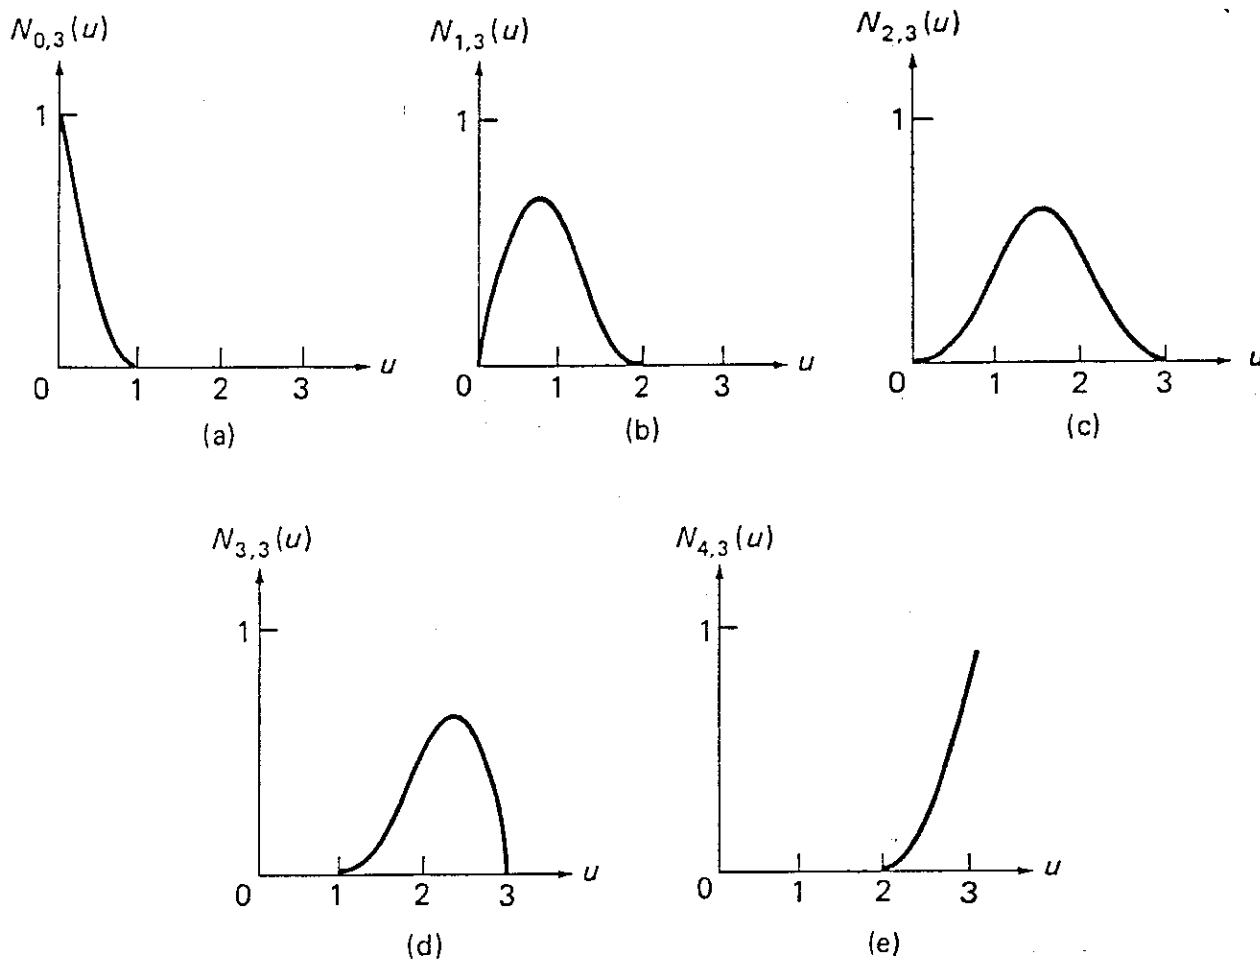 N0,3(u)
1
0 1 2 3 u
(a)
N1,3(u)
1
0 1 2 3 u
(b)
N2,3(u)
1
0 1 2 3 u
(c)
N3,3(u)
1
0 1 2 3 u
(d)
N4,3(u)
1
0 1 2 3 u
(e)